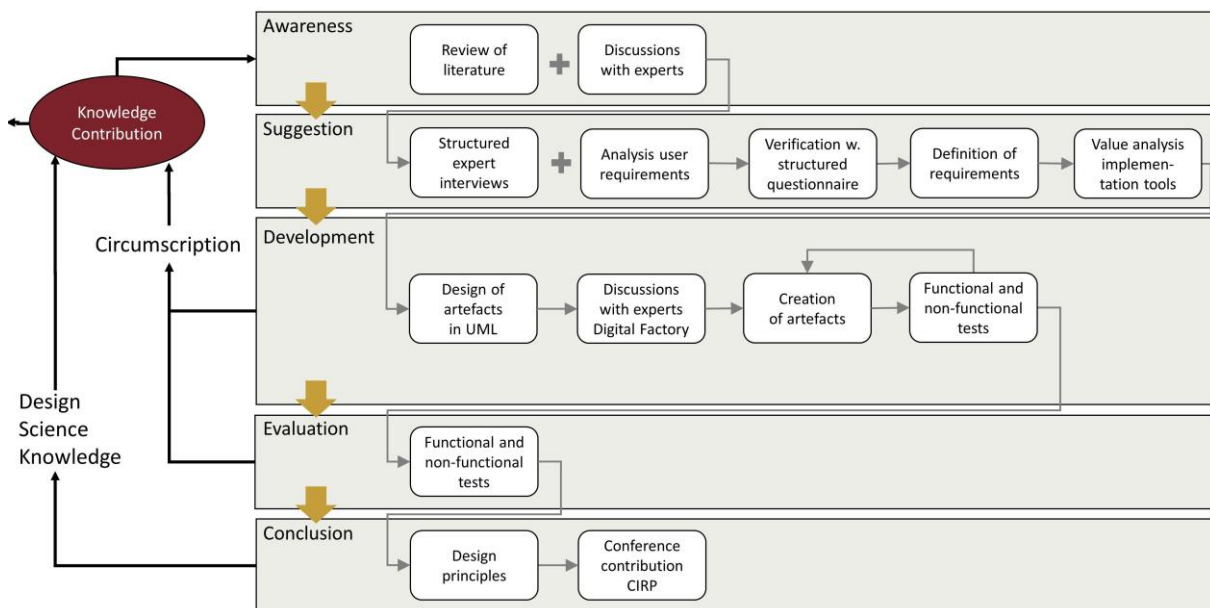 Awareness
Review of
literature
Discussions
with experts
Knowledge
Contribution
Suggestion
Structured
expert
interviews
Analysis user
requirements
Verification w.
structured
questionnaire
Definition of
requirements
Value analysis
implemen-
tation tools
Circumscription
Development
Design of
artefacts
in UML
Discussions
with experts
Digital Factory
Creation
of artefacts
Functional and
non-functional
tests
Design
Science
Knowledge
Evaluation
Functional and
non-functional
tests
Conclusion
Design
principles
Conference
contribution
CIRP